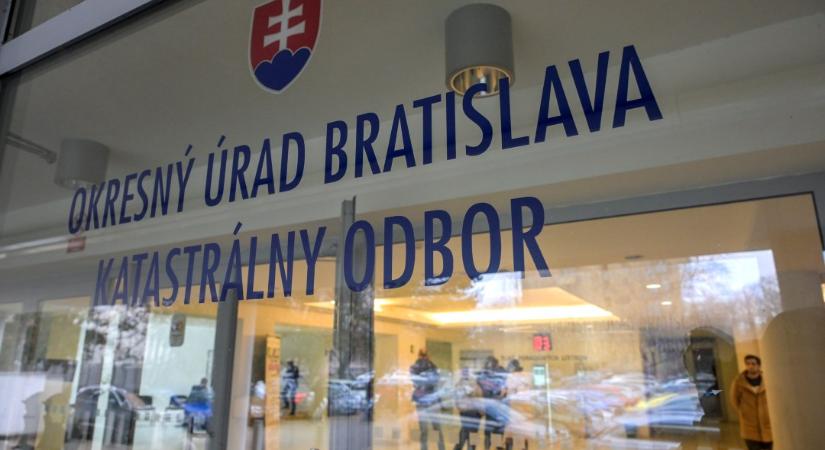 OKRESNÝ ÚRAD BRATISLAVA
KATASTRÁLNY ODBOR